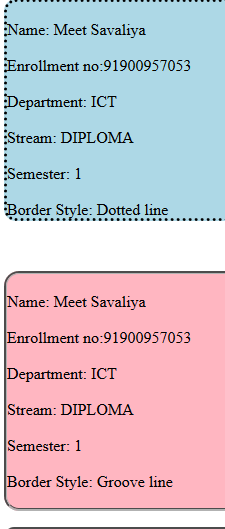 Name: Meet Savaliya
Enrollment no:91900957053
Department: ICT
Stream: DIPLOMA
Semester: 1
Border Style: Dotted line
Name: Meet Savaliya
Enrollment no:91900957053
Department: ICT
Stream: DIPLOMA
Semester: 1
Border Style: Groove line